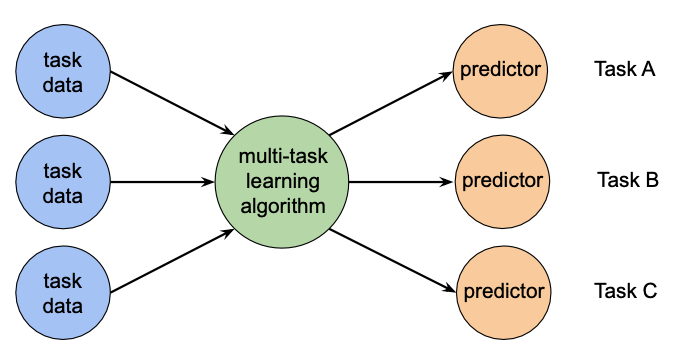 task
data
predictor
Task A
task
data
multi-task
learning
algorithm
predictor
Task B
task
data
predictor
Task C